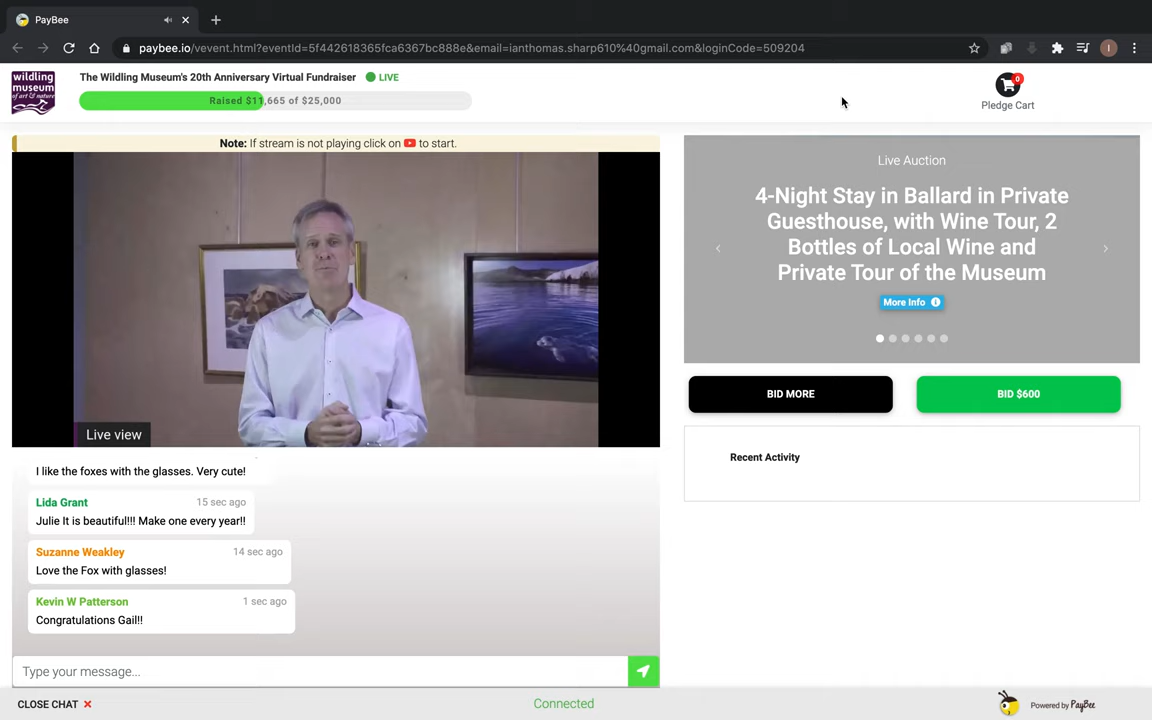 PayBee
paybee.io/vevent.html?eventId=5f442618365fca6367bc888e&email=ianthomas.sharp610%40gmail.com&loginCode=509204
I
wildling
museum
of art & nature
The Wildling Museum's 20th Anniversary Virtual Fundraiser
LIVE
Raised $11,665 of $25,000
0
Pledge Cart
Note: If stream is not playing click on to start.
Live view
I like the foxes with the glasses. Very cute!
Lida Grant 15 sec ago
Julie It is beautiful!!! Make one every year!!
Suzanne Weakley 14 sec ago
Love the Fox with glasses!
Kevin W Patterson 1 sec ago
Congratulations Gail!!
Type your message...
Live Auction
4-Night Stay in Ballard in Private
Guesthouse, with Wine Tour, 2
Bottles of Local Wine and
Private Tour of the Museum
More Info
BID MORE
BID $600
Recent Activity
CLOSE CHAT
Connected
Powered by PayBee